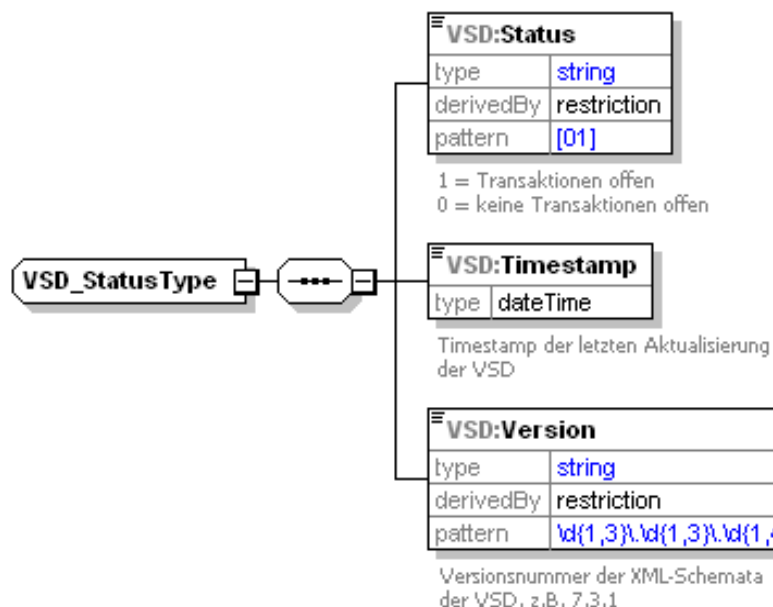 VSD:Status
type string
derivedBy restriction
pattern [01]
1 = Transaktionen offen
0 = keine Transaktionen offen
VSD_StatusType
VSD:Timestamp
type dateTime
Timestamp der letzten Aktualisierung
der VSD
VSD:Version
type string
derivedBy restriction
pattern \d{1,3}\.\d{1,3}\.\d{1,4
Versionsnummer der XML-Schemata
der VSD, z.B. 7.3.1